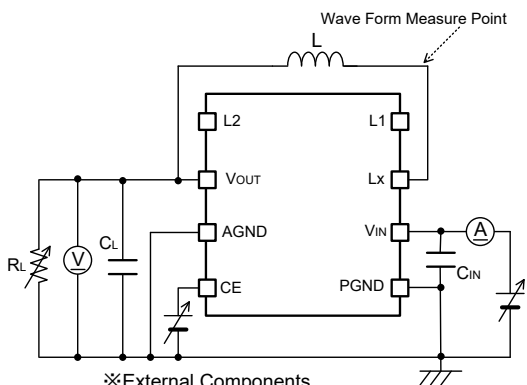 Wave Form Measure Point
L
L2
L1
VOUT
Lx
AGND
VIN
A
CL
V
RL
CIN
CE
PGND
※External Components